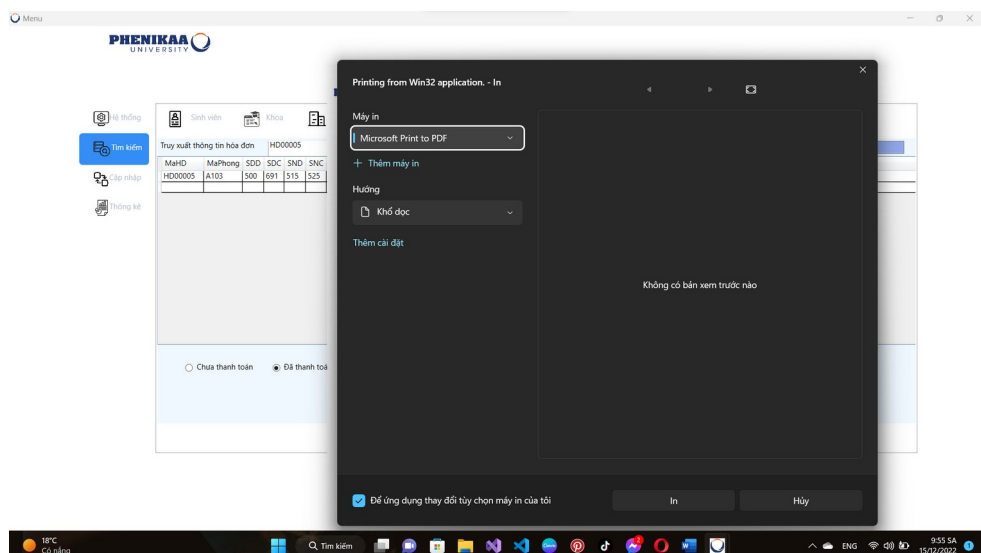 Menu
PHENIKAA
UNIVERSITY
Hệ thống
Tìm kiếm
Cập nhập
Thống kê
Sinh viên
Khoa
Truy xuất thông tin hóa đơn HD00005
MaHD MaPhong SDD SDC SND SNC
HD00005 A103 500 691 515 525
Chưa thanh toán
Đã thanh toá
Printing from Win32 application. - In
Máy in
Microsoft Print to PDF
Thêm máy in
Hướng
Khổ dọc
Thêm cài đặt
Không có bản xem trước nào
Để ứng dụng thay đổi tùy chọn máy in của tôi
In
Hủy
18°C
Có nắng
Tìm kiếm
ENG
9:55 SA
15/12/2022
1